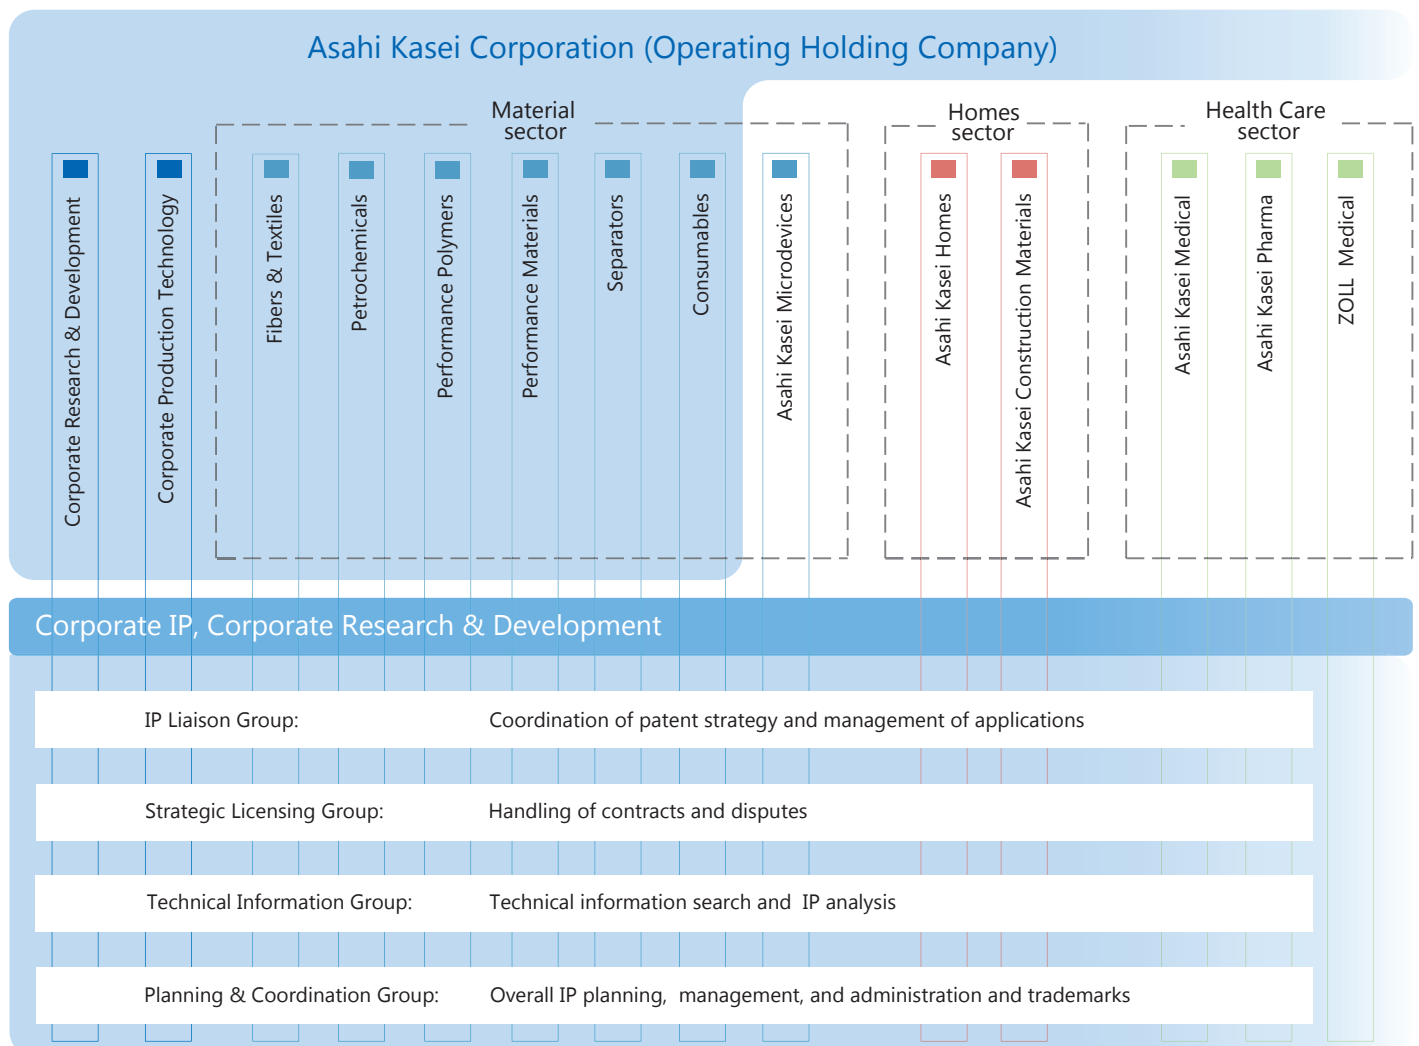 Asahi Kasei Corporation (Operating Holding Company)
Material
sector
Homes
sector
Health Care
sector
Corporate Research & Development
Corporate Production Technology
Fibers & Textiles
Petrochemicals
Performance Polymers
Performance Materials
Separators
Consumables
Asahi Kasei Microdevices
Asahi Kasei Homes
Asahi Kasei Construction Materials
Asahi Kasei Medical
Asahi Kasei Pharma
ZOLL Medical
Corporate IP, Corporate Research & Development
IP Liaison Group: Coordination of patent strategy and management of applications
Strategic Licensing Group: Handling of contracts and disputes
Technical Information Group: Technical information search and IP analysis
Planning & Coordination Group: Overall IP planning, management, and administration and trademarks